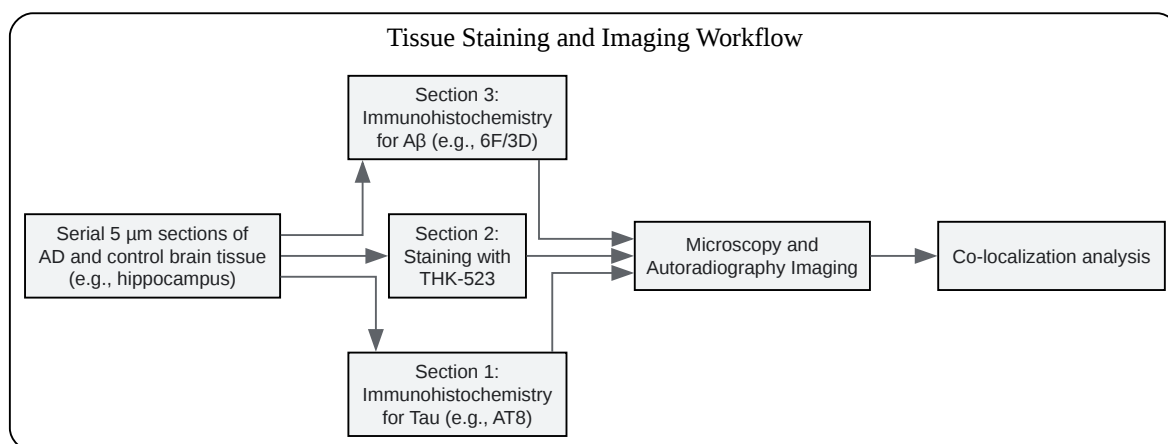 Tissue Staining and Imaging Workflow
Section 3:
Immunohistochemistry
for Aβ (e.g., 6F/3D)
Serial 5 µm sections of
AD and control brain tissue
(e.g., hippocampus)
Section 2:
Staining with
THK-523
Microscopy and
Autoradiography Imaging
Co-localization analysis
Section 1:
Immunohistochemistry
for Tau (e.g., AT8)